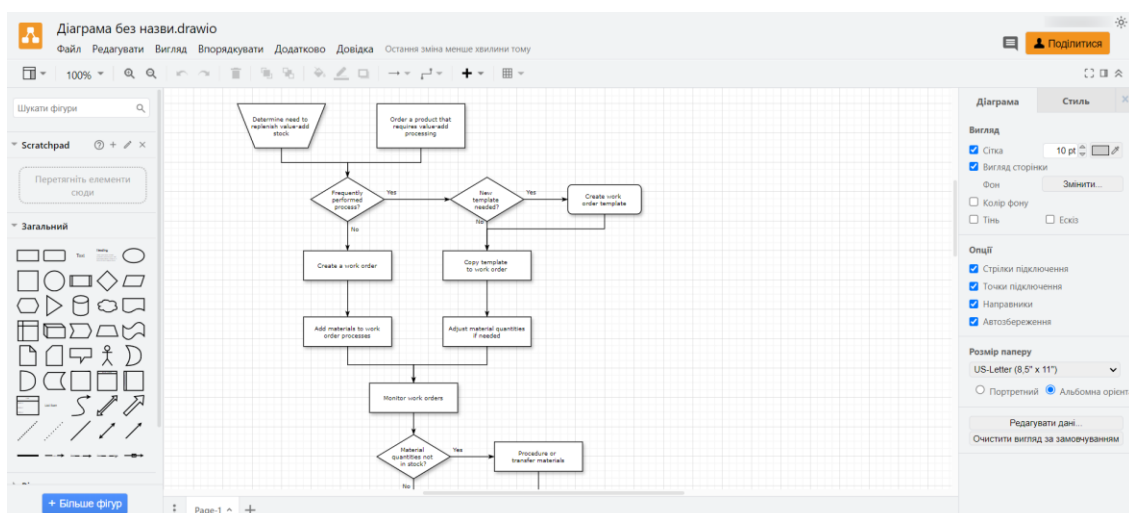 Діаграма без назви.drawio
Файл Редагувати Вигляд Впорядкувати Додатково Довідка Остання зміна менше хвилини тому
Поділитися
100%
Шукати фігури
Scratchpad
Перетягніть елементи
сюди
Загальний
Text
Heading
+ Більше фігур
Determine need to
replenish value-add
stock
Order a product that
requires value-add
processing
Frequently
performed
process?
Yes
New
template
needed?
Yes
Create work
order template
No
No
Create a work order
Copy template
to work order
Add materials to work
order processes
Adjust material quantities
if needed
Monitor work orders
Material
quantities not
in stock?
Yes
Procedure or
transfer materials
No
Page-1
Діаграма Стиль
Вигляд
Сітка 10 pt
Вигляд сторінки
Фон Змінити...
Колір фону
Тінь Ескіз
Опції
Стрілки підключення
Точки підключення
Направники
Автозбереження
Розмір паперу
US-Letter (8,5" x 11")
Портретний Альбомна орієнт
Редагувати дані...
Очистити вигляд за замовчуванням